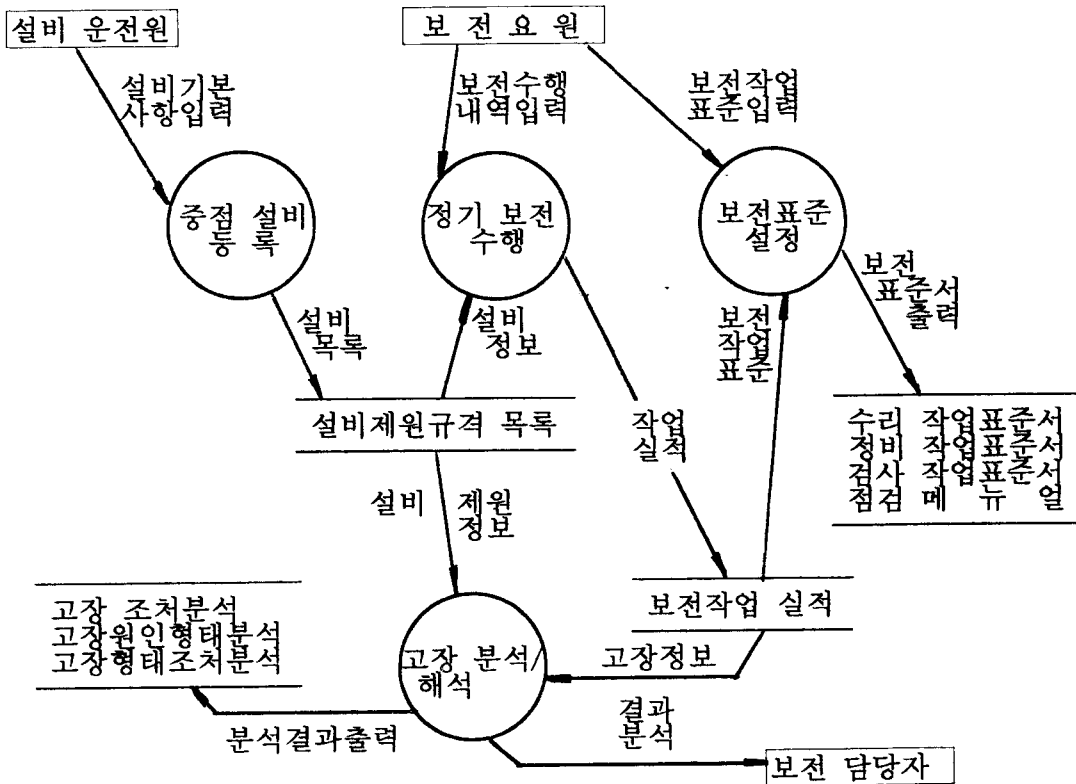 설비 운전원
보 전 요 원
설비기본
사항입력
보전수행
내역입력
보전작업
표준입력
중점 설비
등 록
정기 보전
수행
보전표준
설정
보전
표준서
출력
설비
목록
설비
정보
보전
작업
표준
설비제원규격 목록
작업
실적
수리 작업표준서
정비 작업표준서
검사 작업표준서
점검 메 뉴 얼
설비 제원
정보
고장 조처분석
고장원인형태분석
고장형태조처분석
보전작업 실적
고장 분석/
해석
고장정보
결과
분석
분석결과출력
보전 담당자